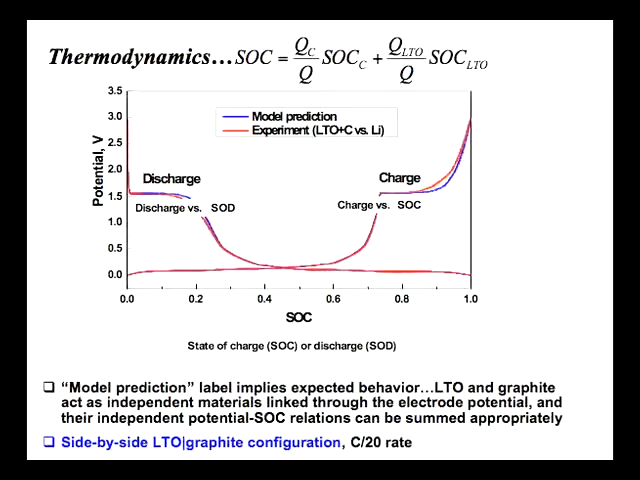 Thermodynamics…SOC = Q_C/Q SOC_C + Q_LTO/Q SOC_LTO
3.5
3.0
2.5
2.0
1.5
1.0
0.5
0.0
Potential, V
Model prediction
Experiment (LTO+C vs. Li)
Discharge
Charge
Discharge vs. SOD
Charge vs. SOC
0.0 0.2 0.4 0.6 0.8 1.0
SOC
State of charge (SOC) or discharge (SOD)
❑ “Model prediction” label implies expected behavior…LTO and graphite
act as independent materials linked through the electrode potential, and
their independent potential-SOC relations can be summed appropriately
❑ Side-by-side LTO|graphite configuration, C/20 rate